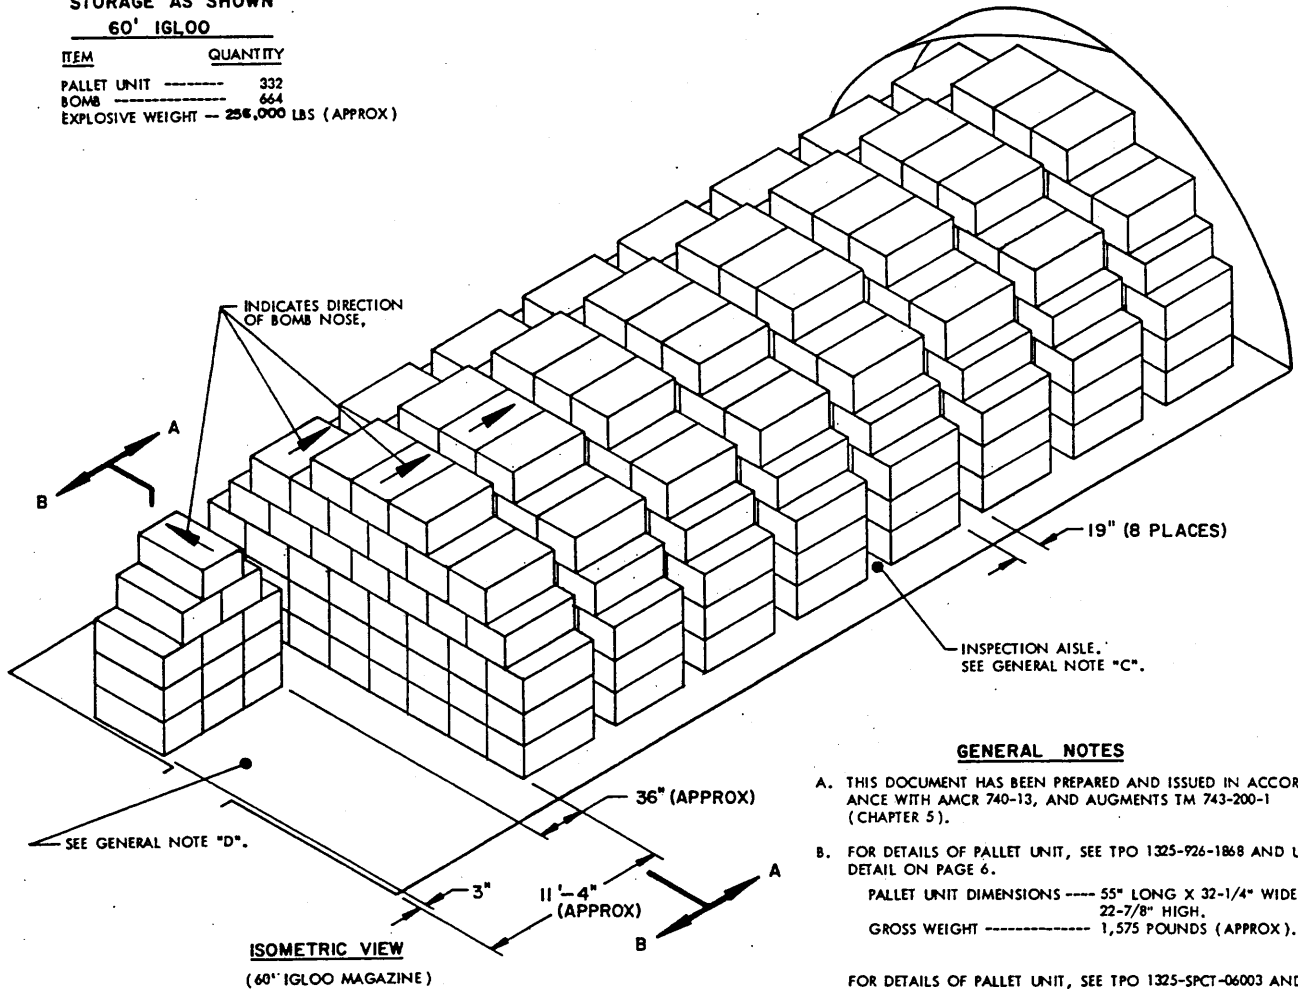 STORAGE AS SHOWN
60' IGLOO
ITEM QUANTITY
PALLET UNIT -------- 332
BOMB -------------- 664
EXPLOSIVE WEIGHT -- 256,000 LBS (APPROX)
INDICATES DIRECTION
OF BOMB NOSE,
A
B
19" (8 PLACES)
INSPECTION AISLE.
SEE GENERAL NOTE "C".
36" (APPROX)
SEE GENERAL NOTE "D".
3"
11'-4"
(APPROX)
A
B
ISOMETRIC VIEW
(60' IGLOO MAGAZINE)
GENERAL NOTES
A. THIS DOCUMENT HAS BEEN PREPARED AND ISSUED IN ACCOR
ANCE WITH AMCR 740-13, AND AUGMENTS TM 743-200-1
(CHAPTER 5).
B. FOR DETAILS OF PALLET UNIT, SEE TPO 1325-926-1868 AND U
DETAIL ON PAGE 6.
PALLET UNIT DIMENSIONS ---- 55" LONG X 32-1/4" WIDE
22-7/8" HIGH.
GROSS WEIGHT -------------- 1,575 POUNDS (APPROX).
FOR DETAILS OF PALLET UNIT, SEE TPO 1325-SPCT-06003 AND